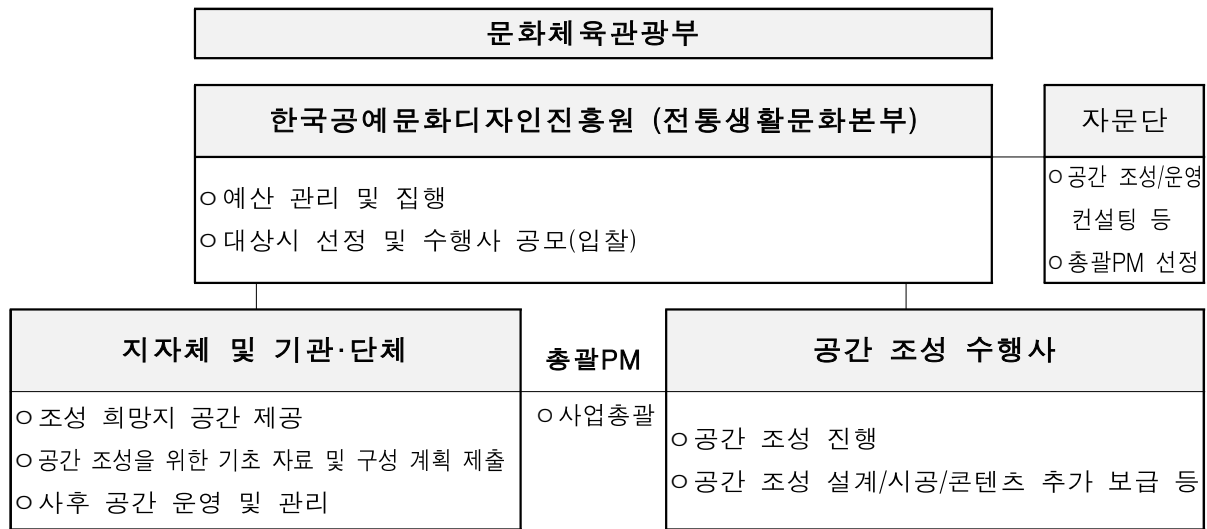 문화체육관광부
한국공예문화디자인진흥원 (전통생활문화본부)
ㅇ예산 관리 및 집행
ㅇ대상시 선정 및 수행사 공모(입찰)
자문단
ㅇ공간 조성/운영
컨설팅 등
ㅇ총괄PM 선정
지자체 및 기관·단체
ㅇ조성 희망지 공간 제공
ㅇ공간 조성을 위한 기초 자료 및 구성 계획 제출
ㅇ사후 공간 운영 및 관리
총괄PM
ㅇ사업총괄
공간 조성 수행사
ㅇ공간 조성 진행
ㅇ공간 조성 설계/시공/콘텐츠 추가 보급 등